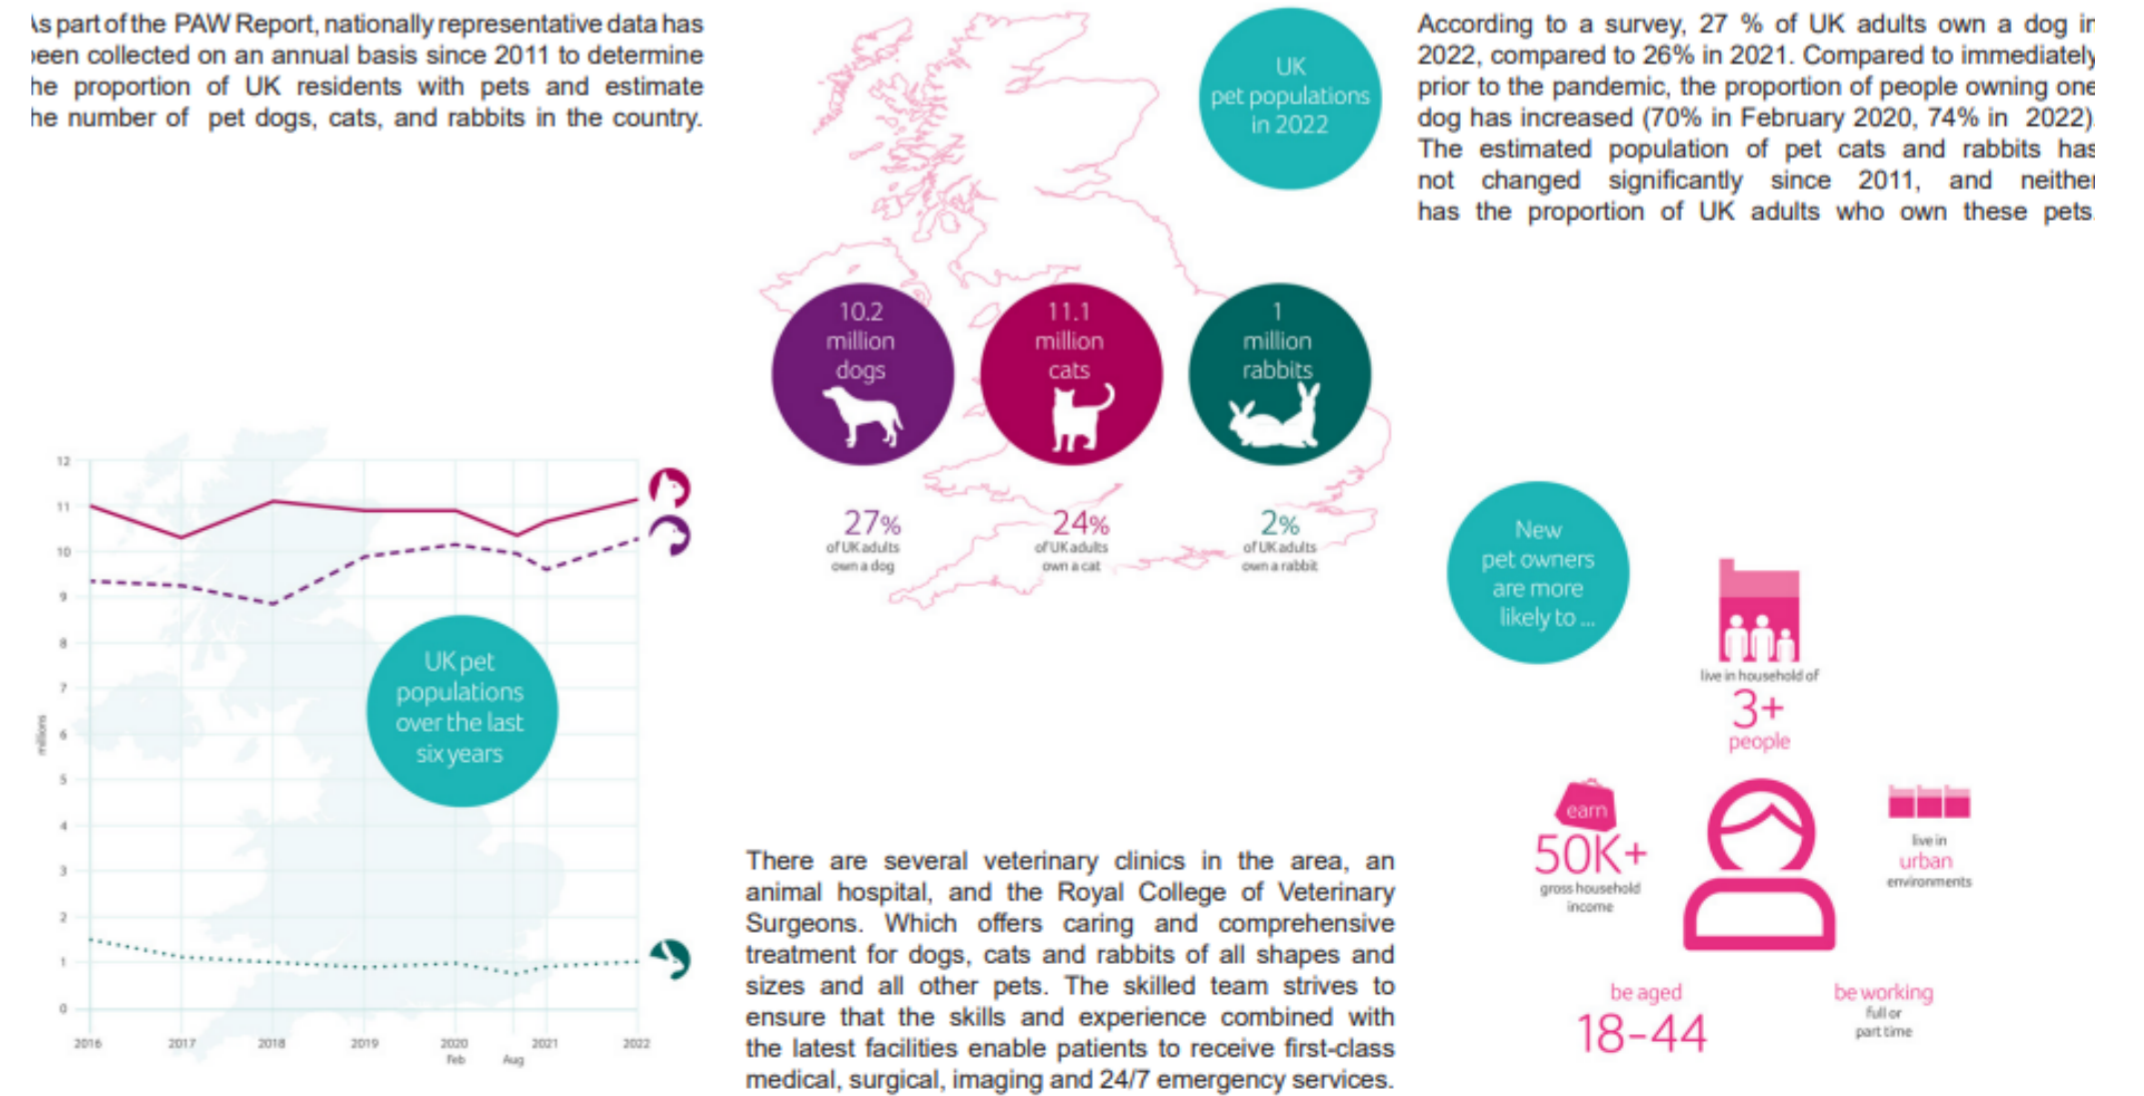 As part of the PAW Report, nationally representative data has
been collected on an annual basis since 2011 to determine
he proportion of UK residents with pets and estimate
he number of pet dogs, cats, and rabbits in the country.
UK
pet populations
in 2022
According to a survey, 27 % of UK adults own a dog in
2022, compared to 26% in 2021. Compared to immediately
prior to the pandemic, the proportion of people owning one
dog has increased (70% in February 2020, 74% in 2022)
The estimated population of pet cats and rabbits has
not changed significantly since 2011, and neither
has the proportion of UK adults who own these pets.
10.2
million
dogs
11.1
million
cats
1
million
rabbits
27%
of UK adults
own a dog
24%
of UK adults
own a cat
2%
of UK adults
own a rabbit
12
11
10
9
8
7
6
5
4
3
2
1
0
millions
2016
2017
2018
2019
2020
Feb
Aug
2021
2022
UK pet
populations
over the last
six years
There are several veterinary clinics in the area, an
animal hospital, and the Royal College of Veterinary
Surgeons. Which offers caring and comprehensive
treatment for dogs, cats and rabbits of all shapes and
sizes and all other pets. The skilled team strives to
ensure that the skills and experience combined with
the latest facilities enable patients to receive first-class
medical, surgical, imaging and 24/7 emergency services.
New
pet owners
are more
likely to ...
live in household of
3+
people
earn
50K+
gross household
income
live in
urban
environments
be aged
18-44
be working
full or
part time